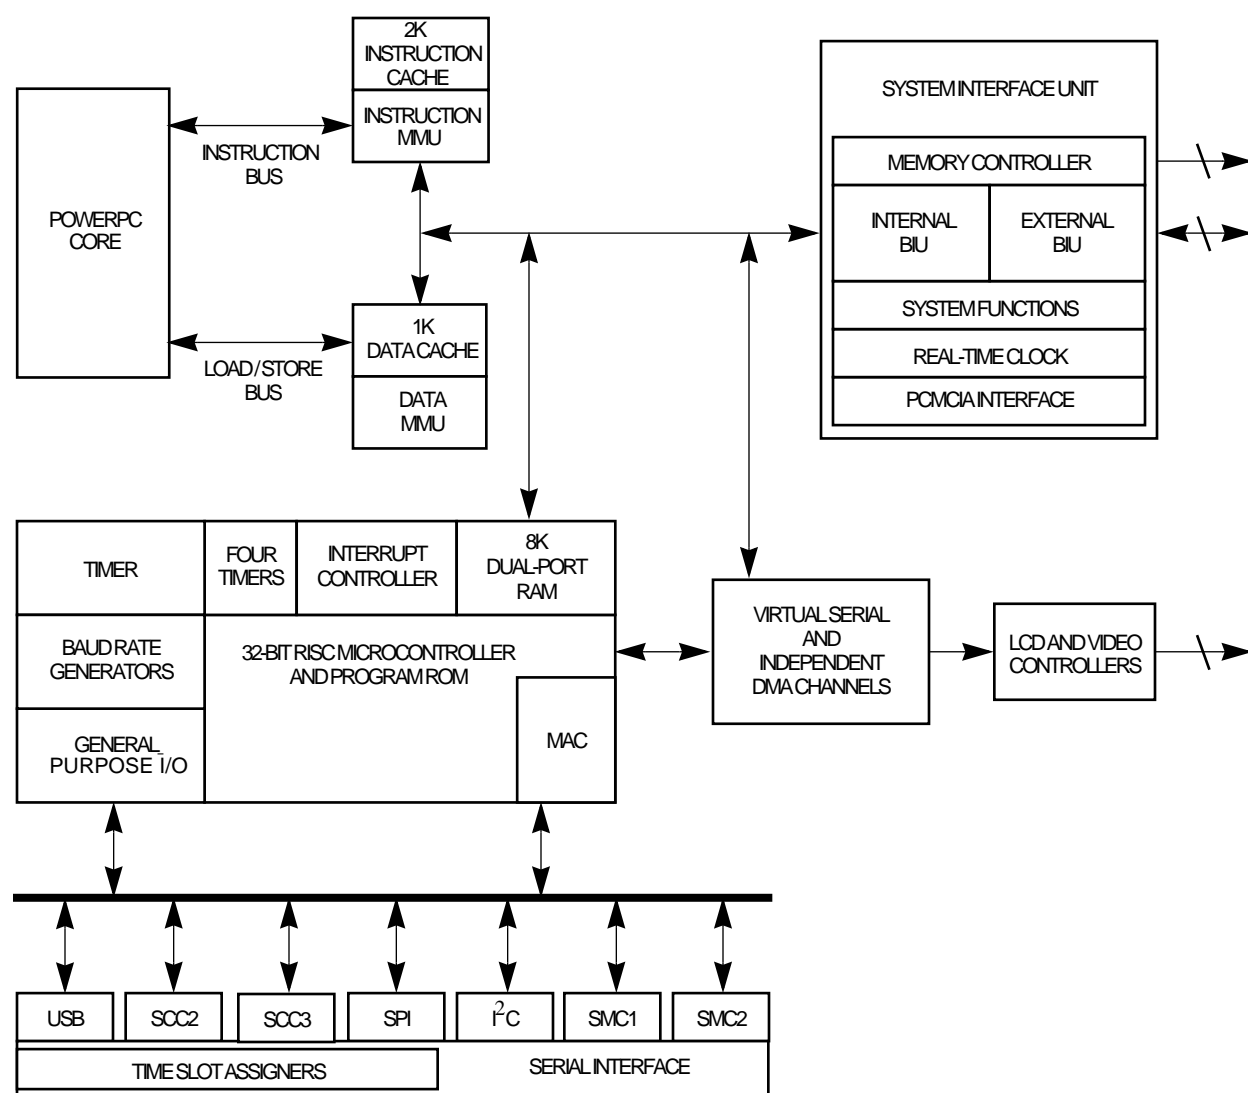 2K
INSTRUCTION
CACHE
INSTRUCTION
MMU
INSTRUCTION
BUS
POWERPC
CORE
1K
DATA CACHE
LOAD/STORE
BUS
DATA
MMU
SYSTEM INTERFACE UNIT
MEMORY CONTROLLER
INTERNAL
BIU
EXTERNAL
BIU
SYSTEM FUNCTIONS
REAL-TIME CLOCK
PCMCIA INTERFACE
TIMER
FOUR
TIMERS
INTERRUPT
CONTROLLER
8K
DUAL-PORT
RAM
BAUD RATE
GENERATORS
32-BIT RISC MICROCONTROLLER
AND PROGRAM ROM
GENERAL
PURPOSE I/O
MAC
VIRTUAL SERIAL
AND
INDEPENDENT
DMA CHANNELS
LCD AND VIDEO
CONTROLLERS
USB
SCC2
SCC3
SPI
I²C
SMC1
SMC2
TIME SLOT ASSIGNERS
SERIAL INTERFACE